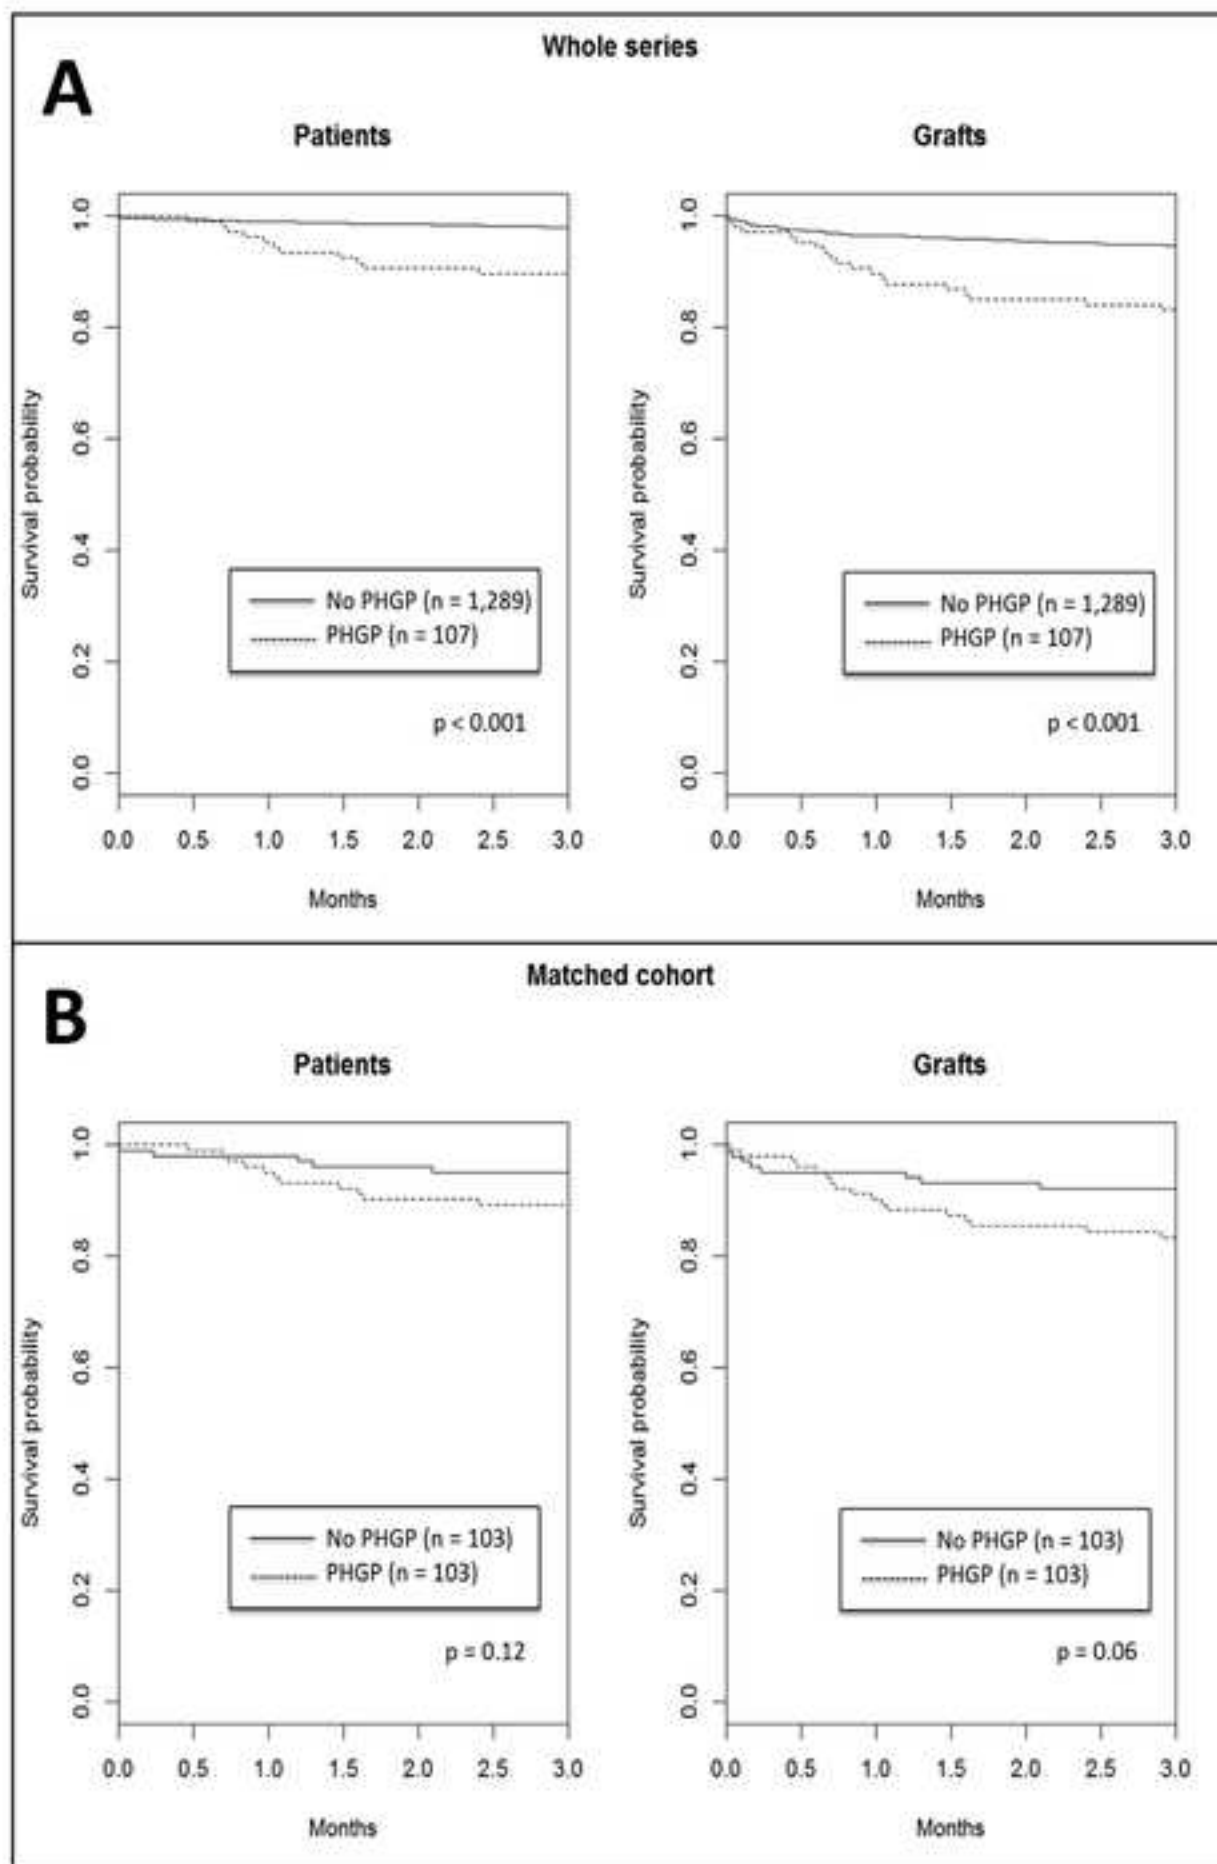 Whole series
A
Patients
Grafts
Survival probability
1.0
0.8
0.6
0.4
0.2
0.0
No PHGP (n = 1,289)
PHGP (n = 107)
p < 0.001
0.0 0.5 1.0 1.5 2.0 2.5 3.0
Months
Survival probability
1.0
0.8
0.6
0.4
0.2
0.0
No PHGP (n = 1,289)
PHGP (n = 107)
p < 0.001
0.0 0.5 1.0 1.5 2.0 2.5 3.0
Months
Matched cohort
B
Patients
Grafts
Survival probability
1.0
0.8
0.6
0.4
0.2
0.0
No PHGP (n = 103)
PHGP (n = 103)
p = 0.12
0.0 0.5 1.0 1.5 2.0 2.5 3.0
Months
Survival probability
1.0
0.8
0.6
0.4
0.2
0.0
No PHGP (n = 103)
PHGP (n = 103)
p = 0.06
0.0 0.5 1.0 1.5 2.0 2.5 3.0
Months